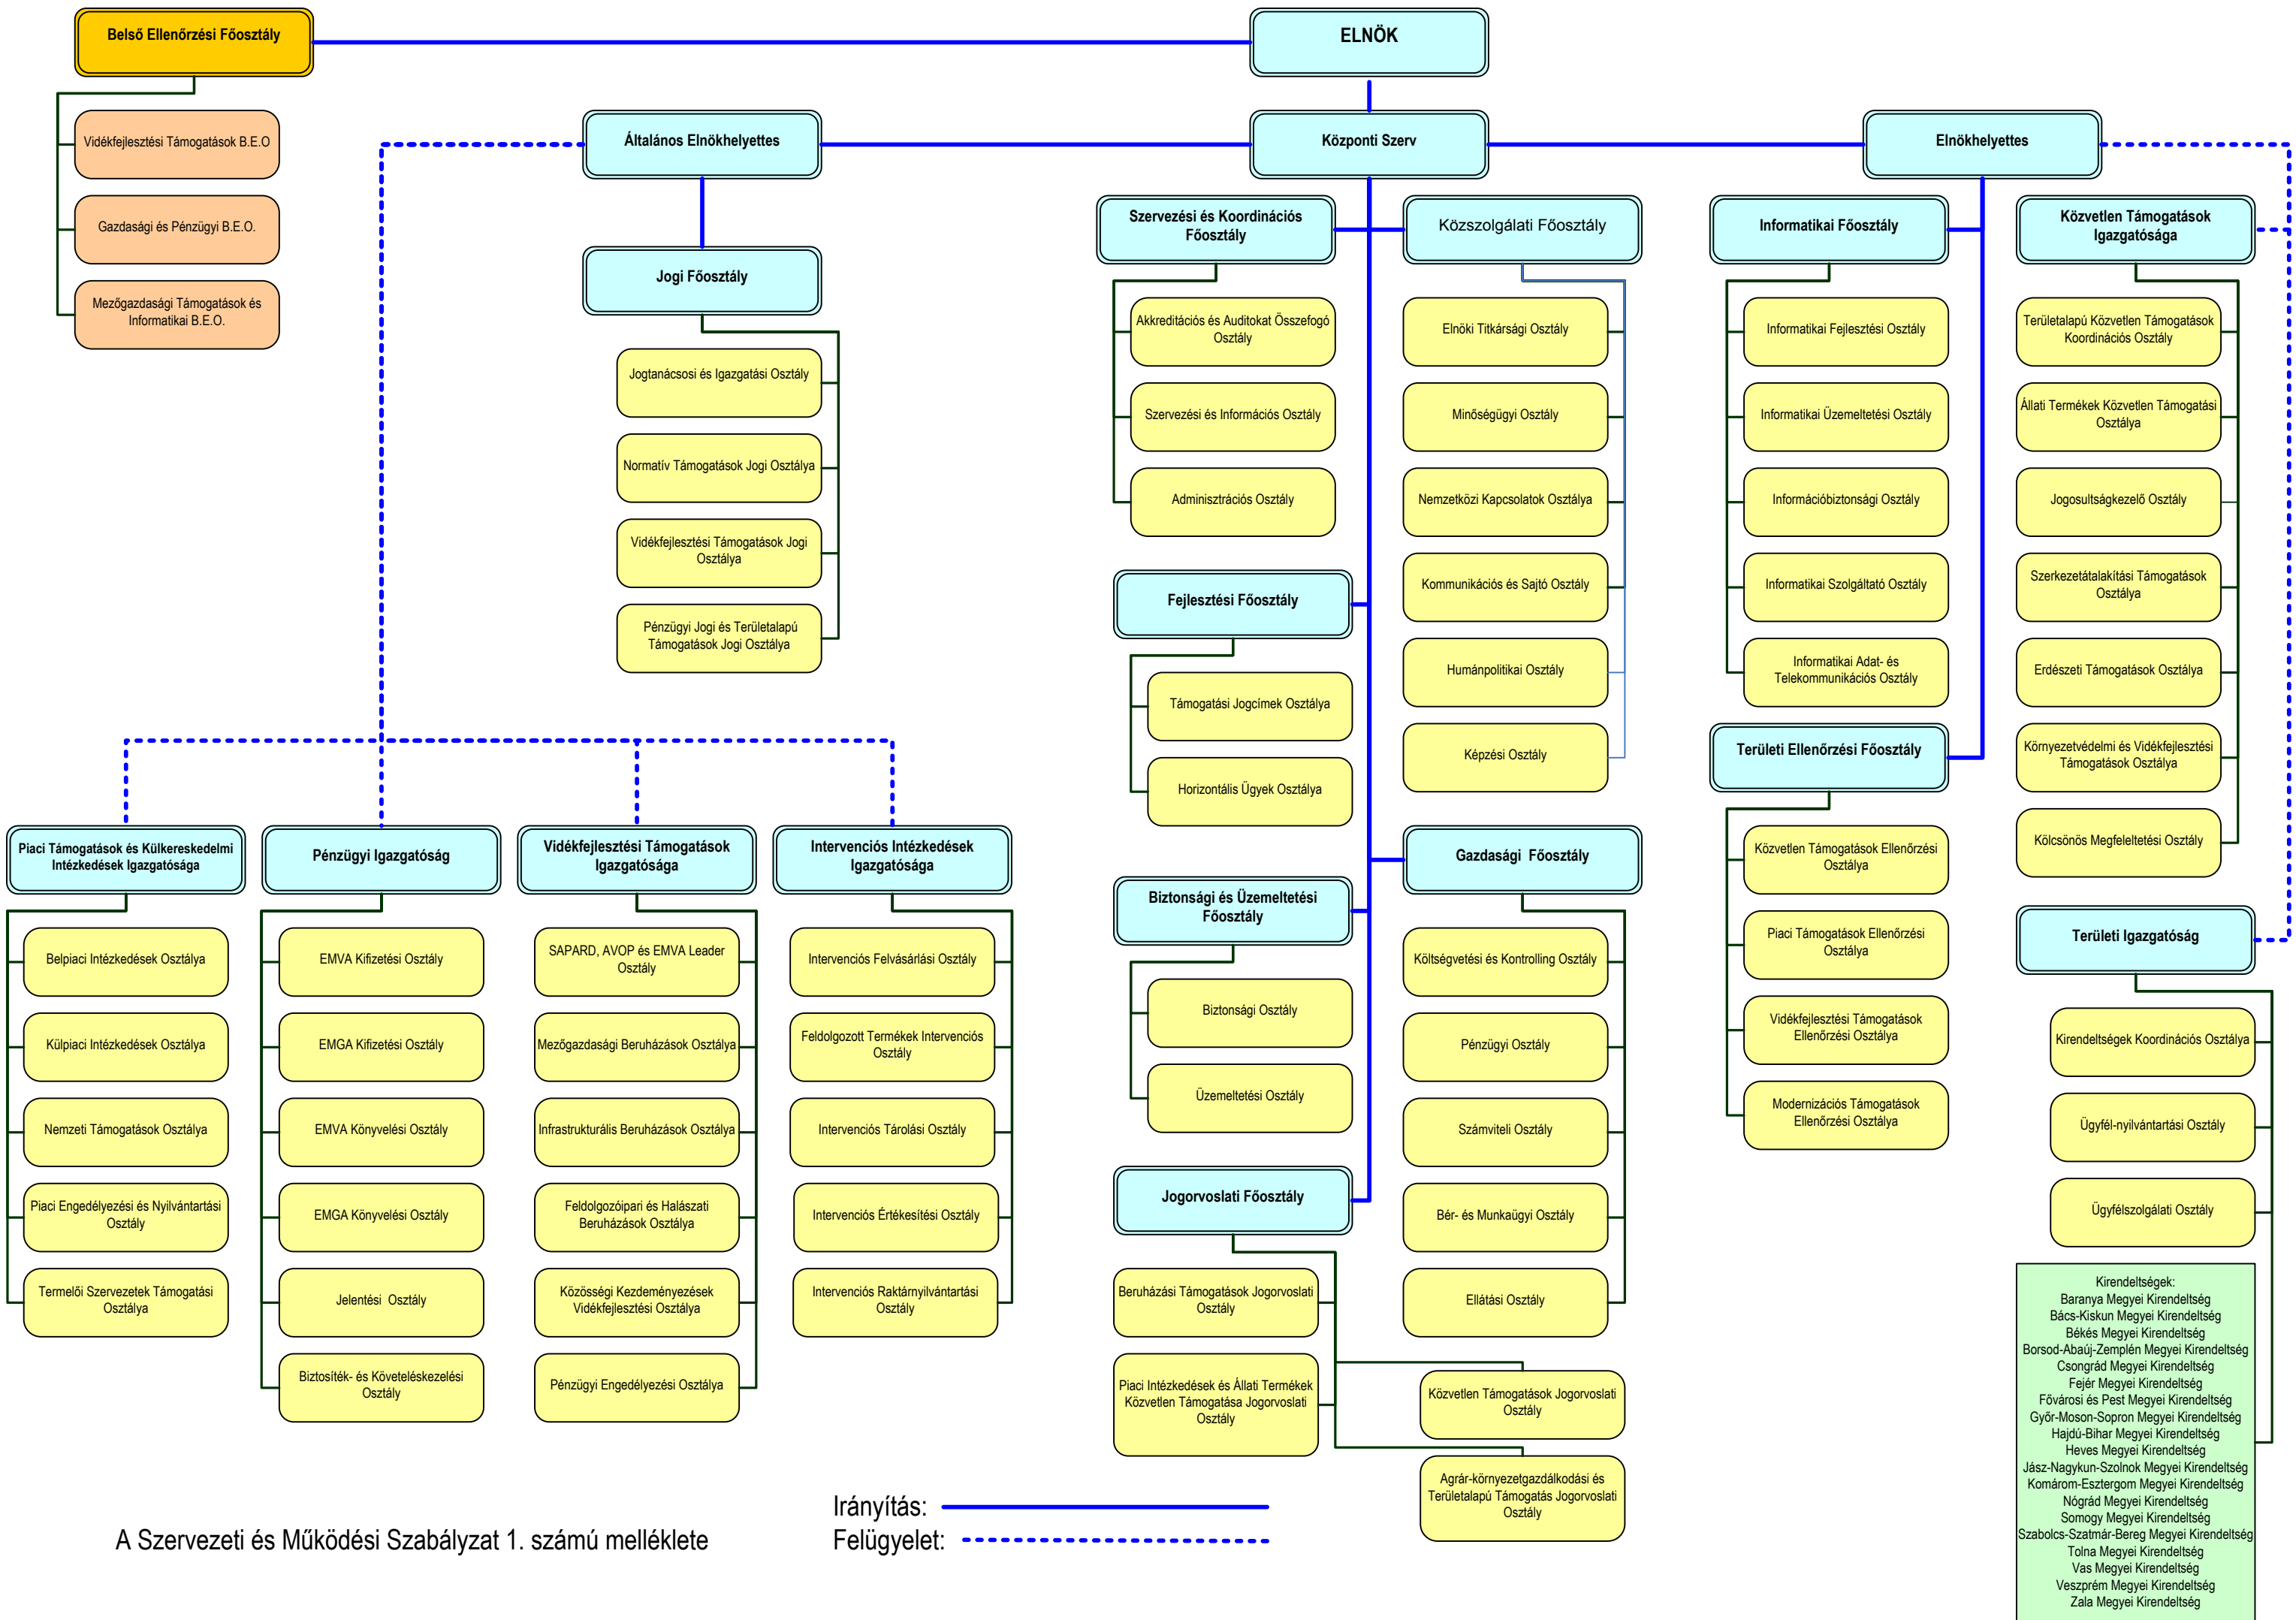 Belső Ellenőrzési Főosztály
ELNÖK
Vidékfejlesztési Támogatások B.E.O
Gazdasági és Pénzügyi B.E.O.
Mezőgazdasági Támogatások és
Informatikai B.E.O.
Általános Elnökhelyettes
Központi Szerv
Elnökhelyettes
Jogi Főosztály
Jogtanácsosi és Igazgatási Osztály
Normatív Támogatások Jogi Osztálya
Vidékfejlesztési Támogatások Jogi
Osztálya
Pénzügyi Jogi és Területalapú
Támogatások Jogi Osztálya
Szervezési és Koordinációs
Főosztály
Akkreditációs és Auditokat Összefogó
Osztály
Szervezési és Információs Osztály
Adminisztrációs Osztály
Közszolgálati Főosztály
Elnöki Titkársági Osztály
Minőségügyi Osztály
Nemzetközi Kapcsolatok Osztálya
Kommunikációs és Sajtó Osztály
Humánpolitikai Osztály
Képzési Osztály
Fejlesztési Főosztály
Támogatási Jogcímek Osztálya
Horizontális Ügyek Osztálya
Informatikai Főosztály
Informatikai Fejlesztési Osztály
Informatikai Üzemeltetési Osztály
Információbiztonsági Osztály
Informatikai Szolgáltató Osztály
Informatikai Adat- és
Telekommunikációs Osztály
Közvetlen Támogatások
Igazgatósága
Területalapú Közvetlen Támogatások
Koordinációs Osztály
Állati Termékek Közvetlen Támogatási
Osztálya
Jogosultságkezelő Osztály
Szerkezetátalakítási Támogatások
Osztálya
Erdészeti Támogatások Osztálya
Környezetvédelmi és Vidékfejlesztési
Támogatások Osztálya
Kölcsönös Megfeleltetési Osztály
Területi Ellenőrzési Főosztály
Közvetlen Támogatások Ellenőrzési
Osztálya
Piaci Támogatások Ellenőrzési
Osztálya
Vidékfejlesztési Támogatások
Ellenőrzési Osztálya
Modernizációs Támogatások
Ellenőrzési Osztálya
Piaci Támogatások és Külkereskedelmi
Intézkedések Igazgatósága
Belpiaci Intézkedések Osztálya
Külpiaci Intézkedések Osztálya
Nemzeti Támogatások Osztálya
Piaci Engedélyezési és Nyilvántartási
Osztály
Termelői Szervezetek Támogatási
Osztálya
Pénzügyi Igazgatóság
EMVA Kifizetési Osztály
EMGA Kifizetési Osztály
EMVA Könyvelési Osztály
EMGA Könyvelési Osztály
Jelentési Osztály
Biztosíték- és Követeléskezelési
Osztály
Vidékfejlesztési Támogatások
Igazgatósága
SAPARD, AVOP és EMVA Leader
Osztály
Mezőgazdasági Beruházások Osztálya
Infrastrukturális Beruházások Osztálya
Feldolgozóipari és Halászati
Beruházások Osztálya
Közösségi Kezdeményezések
Vidékfejlesztési Osztálya
Pénzügyi Engedélyezési Osztálya
Intervenciós Intézkedések
Igazgatósága
Intervenciós Felvásárlási Osztály
Feldolgozott Termékek Intervenciós
Osztály
Intervenciós Tárolási Osztály
Intervenciós Értékesítési Osztály
Intervenciós Raktárnyilvántartási
Osztály
Biztonsági és Üzemeltetési
Főosztály
Biztonsági Osztály
Üzemeltetési Osztály
Gazdasági Főosztály
Költségvetési és Kontrolling Osztály
Pénzügyi Osztály
Számviteli Osztály
Bér- és Munkaügyi Osztály
Ellátási Osztály
Jogorvoslati Főosztály
Beruházási Támogatások Jogorvoslati
Osztály
Piaci Intézkedések és Állati Termékek
Közvetlen Támogatása Jogorvoslati
Osztály
Közvetlen Támogatások Jogorvoslati
Osztály
Agrár-környezetgazdálkodási és
Területalapú Támogatás Jogorvoslati
Osztály
Területi Igazgatóság
Kirendeltségek Koordinációs Osztálya
Ügyfél-nyilvántartási Osztály
Ügyfélszolgálati Osztály
Kirendeltségek:
Baranya Megyei Kirendeltség
Bács-Kiskun Megyei Kirendeltség
Békés Megyei Kirendeltség
Borsod-Abaúj-Zemplén Megyei Kirendeltség
Csongrád Megyei Kirendeltség
Fejér Megyei Kirendeltség
Fővárosi és Pest Megyei Kirendeltség
Győr-Moson-Sopron Megyei Kirendeltség
Hajdú-Bihar Megyei Kirendeltség
Heves Megyei Kirendeltség
Jász-Nagykun-Szolnok Megyei Kirendeltség
Komárom-Esztergom Megyei Kirendeltség
Nógrád Megyei Kirendeltség
Somogy Megyei Kirendeltség
Szabolcs-Szatmár-Bereg Megyei Kirendeltség
Tolna Megyei Kirendeltség
Vas Megyei Kirendeltség
Veszprém Megyei Kirendeltség
Zala Megyei Kirendeltség
Irányítás:
Felügyelet:
A Szervezeti és Működési Szabályzat 1. számú melléklete